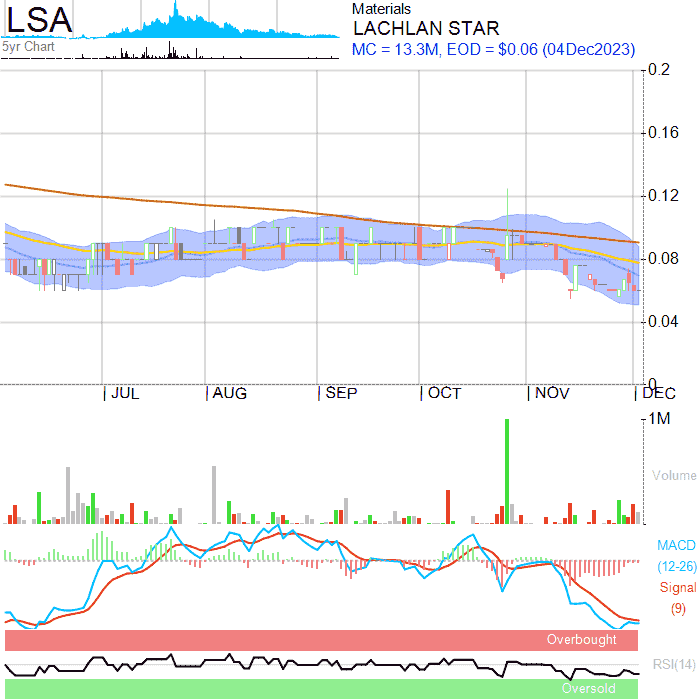 LSA
Materials
LACHLAN STAR
5yr Chart
MC = 13.3M, EOD = $0.06 (04Dec2023)
0.2
0.16
0.12
0.08
0.04
0
JUL AUG SEP OCT NOV DEC
1M
Volume
MACD
(12-26)
Signal
(9)
Overbought
RSI(14)
Oversold